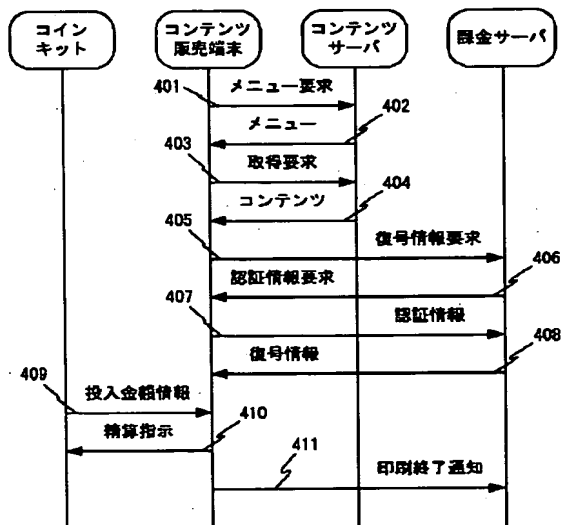 コイン
キット
コンテンツ
販売端末
コンテンツ
サーバ
課金サーバ
401
メニュー要求
メニュー
402
403
取得要求
コンテンツ
404
405
復号情報要求
認証情報要求
406
407
認証情報
復号情報
408
409
投入金額情報
精算指示
410
411
印刷終了通知